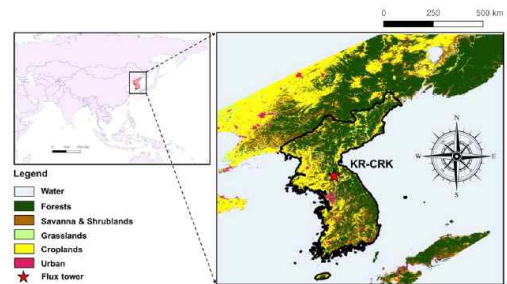 0 250 500 km
KR-CRK
N
W E
S
Legend
Water
Forests
Savanna & Shrublands
Grasslands
Croplands
Urban
Flux tower